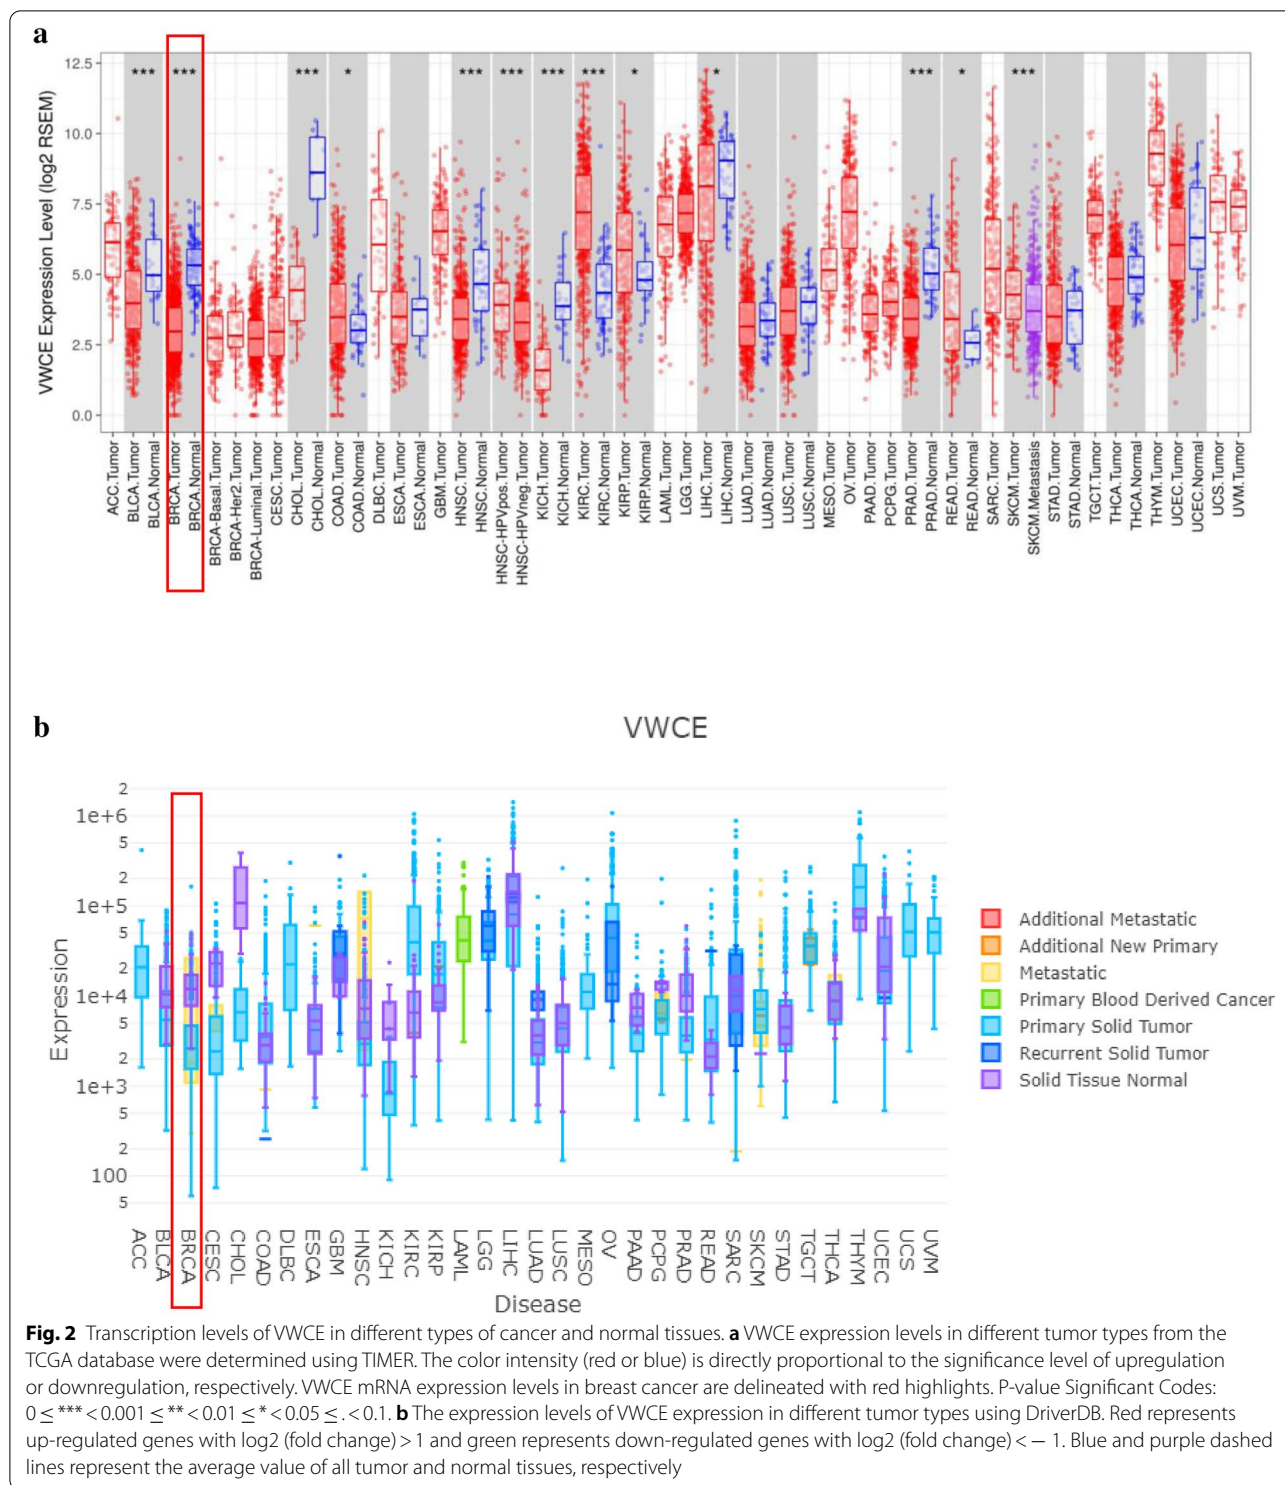 a
VWCE Expression Level (log2 RSEM)
12.5
10.0
7.5
5.0
2.5
0.0
*** *** *** * *** *** *** *** * * *** * ***
ACC.Tumor
BLCA.Tumor
BLCA.Normal
BRCA.Tumor
BRCA.Normal
BRCA-Basal.Tumor
BRCA-Her2.Tumor
BRCA-Luminal.Tumor
CESC.Tumor
CHOL.Tumor
CHOL.Normal
COAD.Tumor
COAD.Normal
DLBC.Tumor
ESCA.Tumor
ESCA.Normal
GBM.Tumor
HNSC.Tumor
HNSC.Normal
HNSC-HPVpos.Tumor
HNSC-HPVneg.Tumor
KICH.Tumor
KICH.Normal
KIRC.Tumor
KIRC.Normal
KIRP.Tumor
KIRP.Normal
LAML.Tumor
LGG.Tumor
LIHC.Tumor
LIHC.Normal
LUAD.Tumor
LUAD.Normal
LUSC.Tumor
LUSC.Normal
MESO.Tumor
OV.Tumor
PAAD.Tumor
PCPG.Tumor
PRAD.Tumor
PRAD.Normal
READ.Tumor
READ.Normal
SARC.Tumor
SKCM.Tumor
SKCM.Metastasis
STAD.Tumor
STAD.Normal
TGCT.Tumor
THCA.Tumor
THCA.Normal
THYM.Tumor
UCEC.Tumor
UCEC.Normal
UCS.Tumor
UVM.Tumor
b
VWCE
Expression
2
1e+6
5
2
1e+5
5
2
1e+4
5
2
1e+3
5
2
100
5
ACC
BLCA
BRCA
CESC
CHOL
COAD
DLBC
ESCA
GBM
HNSC
KICH
KIRC
KIRP
LAML
LGG
LIHC
LUAD
LUSC
MESO
OV
PAAD
PCPG
PRAD
READ
SARC
SKCM
STAD
TGCT
THCA
THYM
UCEC
UCS
UVM
Disease
Additional Metastatic
Additional New Primary
Metastatic
Primary Blood Derived Cancer
Primary Solid Tumor
Recurrent Solid Tumor
Solid Tissue Normal
Fig. 2 Transcription levels of VWCE in different types of cancer and normal tissues. a VWCE expression levels in different tumor types from the
TCGA database were determined using TIMER. The color intensity (red or blue) is directly proportional to the significance level of upregulation
or downregulation, respectively. VWCE mRNA expression levels in breast cancer are delineated with red highlights. P-value Significant Codes:
0 ≤ *** < 0.001 ≤ ** < 0.01 ≤ * < 0.05 ≤ . < 0.1. b The expression levels of VWCE expression in different tumor types using DriverDB. Red represents
up-regulated genes with log2 (fold change) > 1 and green represents down-regulated genes with log2 (fold change) < − 1. Blue and purple dashed
lines represent the average value of all tumor and normal tissues, respectively